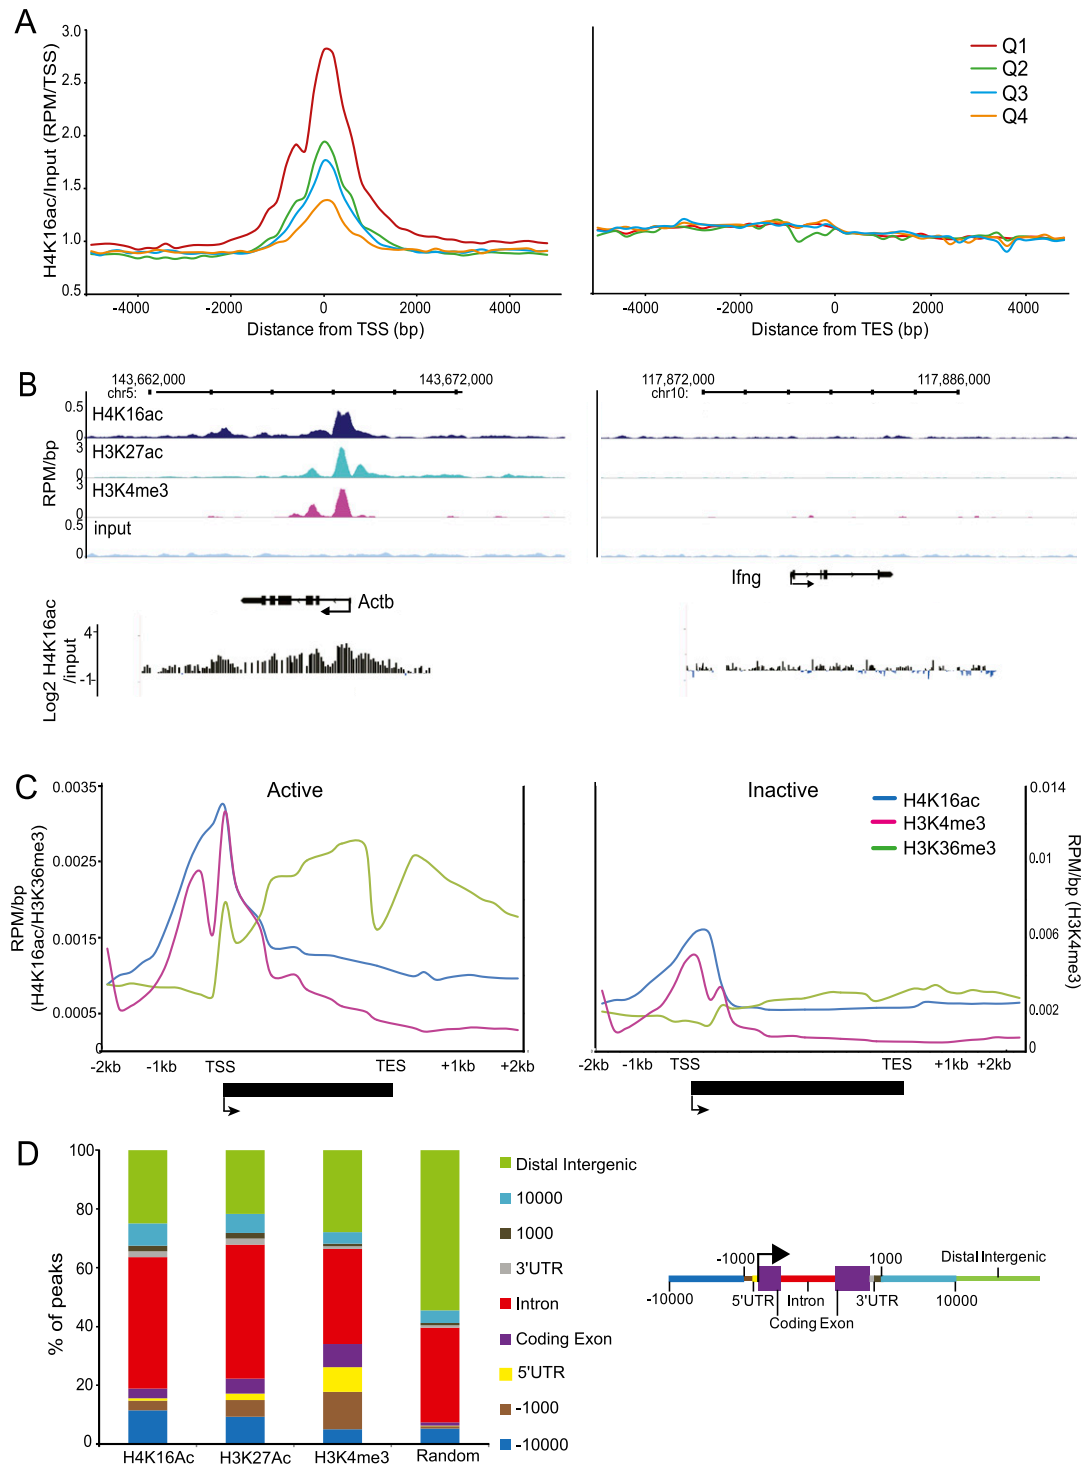 A
H4K16ac/Input (RPM/TSS)
3.0
2.5
2.0
1.5
1.0
0.5
-4000 -2000 0 2000 4000
Distance from TSS (bp)
Q1
Q2
Q3
Q4
-4000 -2000 0 2000 4000
Distance from TES (bp)
B
143,662,000 143,672,000
chr5:
117,872,000 117,886,000
chr10:
RPM/bp
0.5
H4K16ac
0
3
H3K27ac
0
3
H3K4me3
0
0.5
input
0
Actb
Ifng
Log2 H4K16ac
/input
4
-1
C
Active
Inactive
RPM/bp
(H4K16ac/H3K36me3)
0.0035
0.0025
0.0015
0.0005
0
-2kb -1kb TSS TES +1kb +2kb
H4K16ac
H3K4me3
H3K36me3
0.014
0.01
0.006
0.002
0
RPM/bp (H3K4me3)
-2kb -1kb TSS TES +1kb +2kb
D
% of peaks
100
80
60
40
20
0
H4K16Ac H3K27Ac H3K4me3 Random
Distal Intergenic
10000
1000
3'UTR
Intron
Coding Exon
5'UTR
-1000
-10000
-1000 1000 Distal Intergenic
-10000 5'UTR Intron 3'UTR 10000
Coding Exon